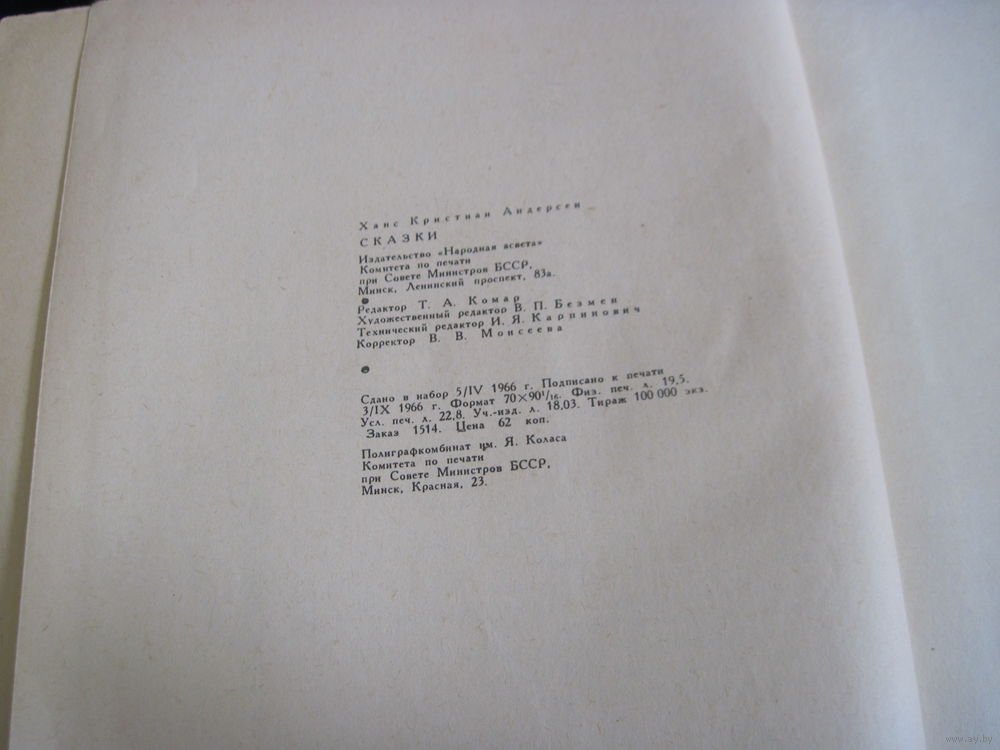 Ханс Кристиан Андерсен
СКАЗКИ
Издательство «Народная асвета»
Комитета по печати
при Совете Министров БССР,
Минск, Ленинский проспект, 83а.
Редактор Т. А. Комар
Художественный редактор В. П. Безмен
Технический редактор И. Я. Карпинович
Корректор В. В. Моисеева
Сдано в набор 5/IV 1966 г. Подписано к печати
3/IX 1966 г. Формат 70×90¹/₁₆. Физ. печ. л. 19,5.
Усл. печ. л. 22,8. Уч.-изд. л. 18,03. Тираж 100 000 экз.
Заказ 1514. Цена 62 коп.
Полиграфкомбинат им. Я. Коласа
Комитета по печати
при Совете Министров БССР,
Минск, Красная, 23.
www.ay.by